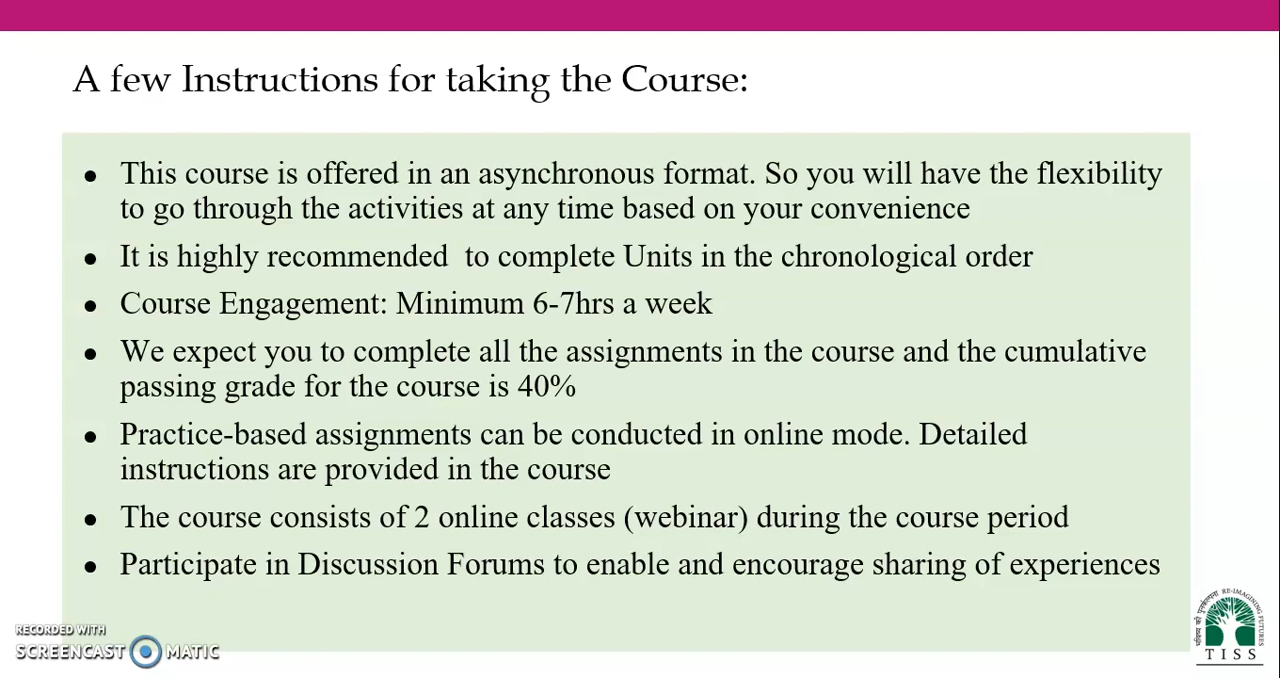 A few Instructions for taking the Course:
● This course is offered in an asynchronous format. So you will have the flexibility
to go through the activities at any time based on your convenience
● It is highly recommended  to complete Units in the chronological order
● Course Engagement: Minimum 6-7hrs a week
● We expect you to complete all the assignments in the course and the cumulative
passing grade for the course is 40%
● Practice-based assignments can be conducted in online mode. Detailed
instructions are provided in the course
● The course consists of 2 online classes (webinar) during the course period
● Participate in Discussion Forums to enable and encourage sharing of experiences
RECORDED WITH
SCREENCAST MATIC
RE-IMAGINING FUTURES
TISS